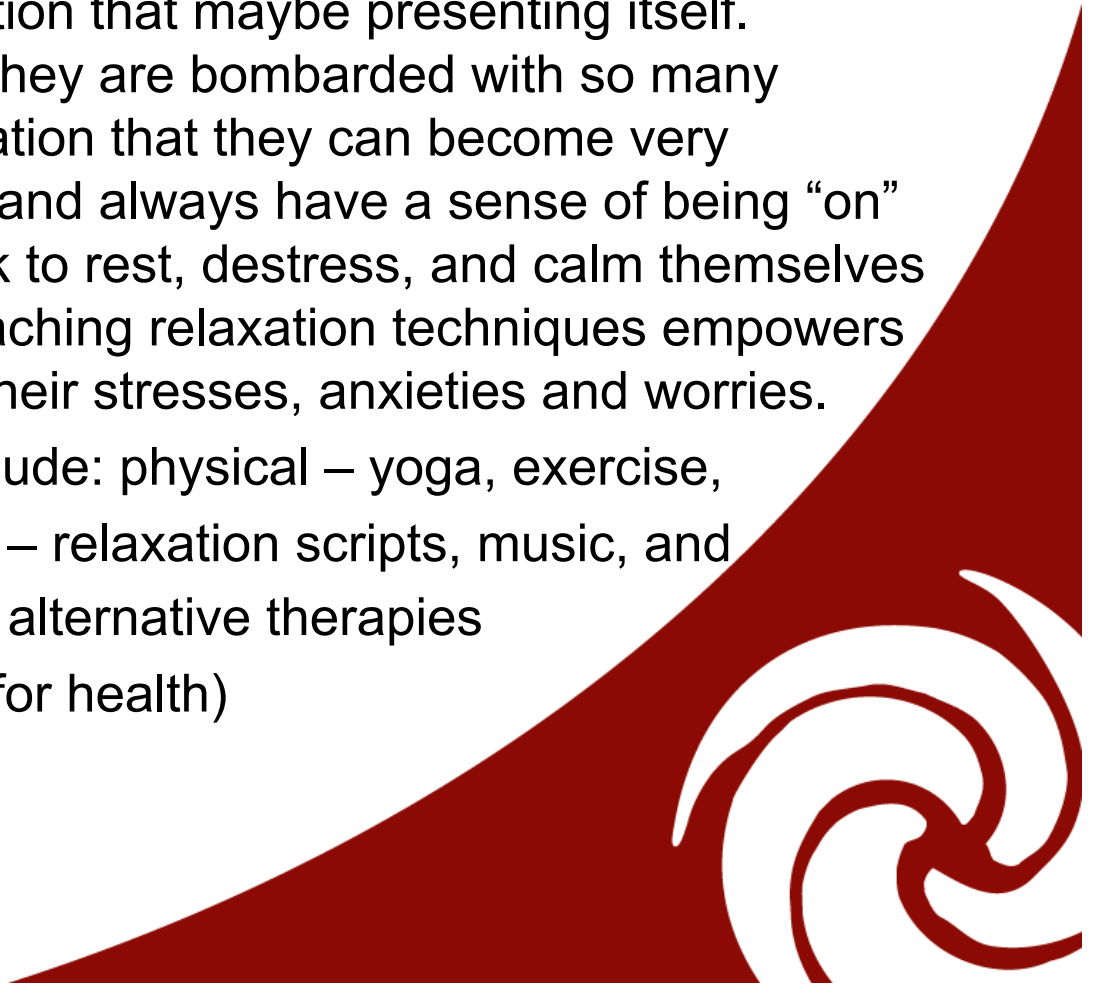 tion that maybe presenting itself.
hey are bombarded with so many
ation that they can become very
and always have a sense of being “on”
k to rest, destress, and calm themselves
aching relaxation techniques empowers
heir stresses, anxieties and worries.
ude: physical – yoga, exercise,
– relaxation scripts, music, and
alternative therapies
for health)